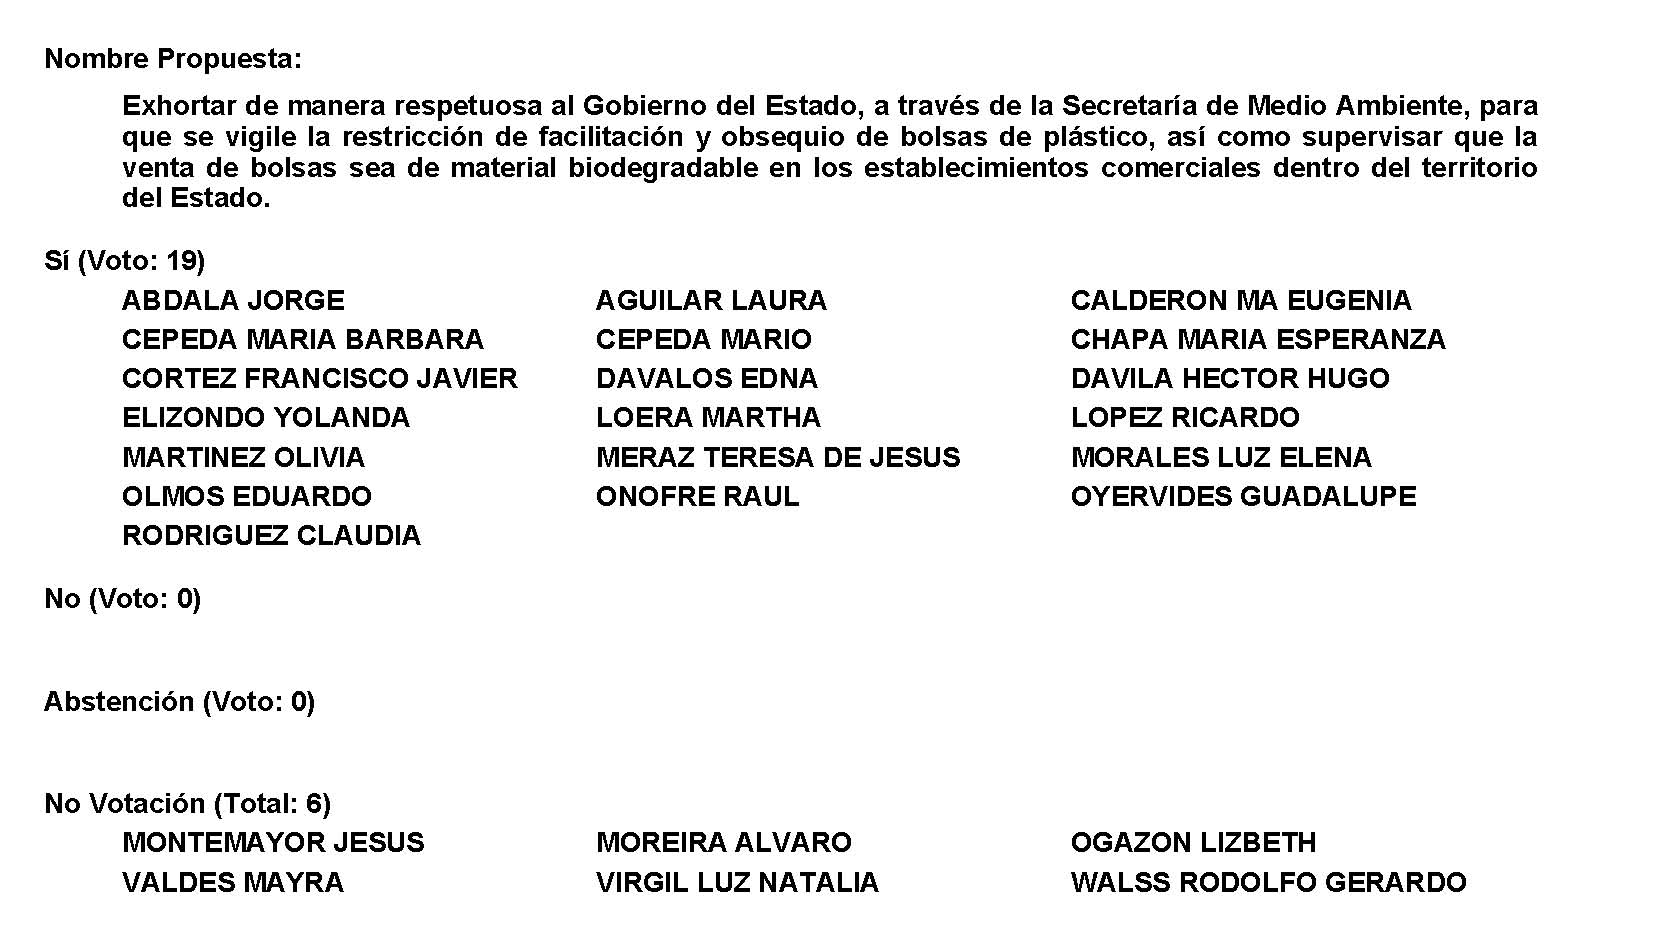 Nombre Propuesta:
Exhortar de manera respetuosa al Gobierno del Estado, a través de la Secretaría de Medio Ambiente, para
que se vigile la restricción de facilitación y obsequio de bolsas de plástico, así como supervisar que la
venta de bolsas sea de material biodegradable en los establecimientos comerciales dentro del territorio
del Estado.
Sí (Voto: 19)
ABDALA JORGE AGUILAR LAURA CALDERON MA EUGENIA
CEPEDA MARIA BARBARA CEPEDA MARIO CHAPA MARIA ESPERANZA
CORTEZ FRANCISCO JAVIER DAVALOS EDNA DAVILA HECTOR HUGO
ELIZONDO YOLANDA LOERA MARTHA LOPEZ RICARDO
MARTINEZ OLIVIA MERAZ TERESA DE JESUS MORALES LUZ ELENA
OLMOS EDUARDO ONOFRE RAUL OYERVIDES GUADALUPE
RODRIGUEZ CLAUDIA
No (Voto: 0)
Abstención (Voto: 0)
No Votación (Total: 6)
MONTEMAYOR JESUS MOREIRA ALVARO OGAZON LIZBETH
VALDES MAYRA VIRGIL LUZ NATALIA WALSS RODOLFO GERARDO